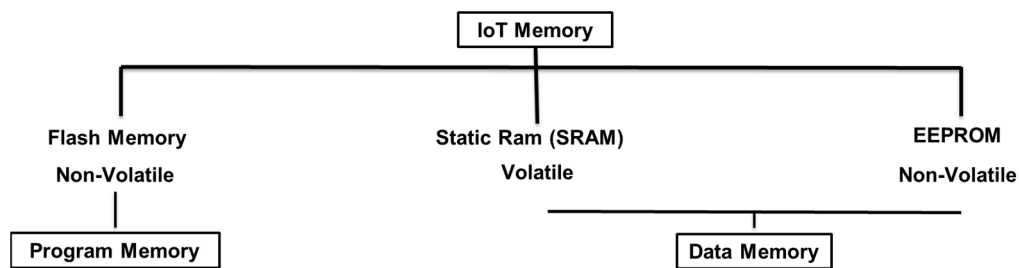 IoT Memory
Flash Memory
Static Ram (SRAM)
EEPROM
Non-Volatile
Volatile
Non-Volatile
Program Memory
Data Memory